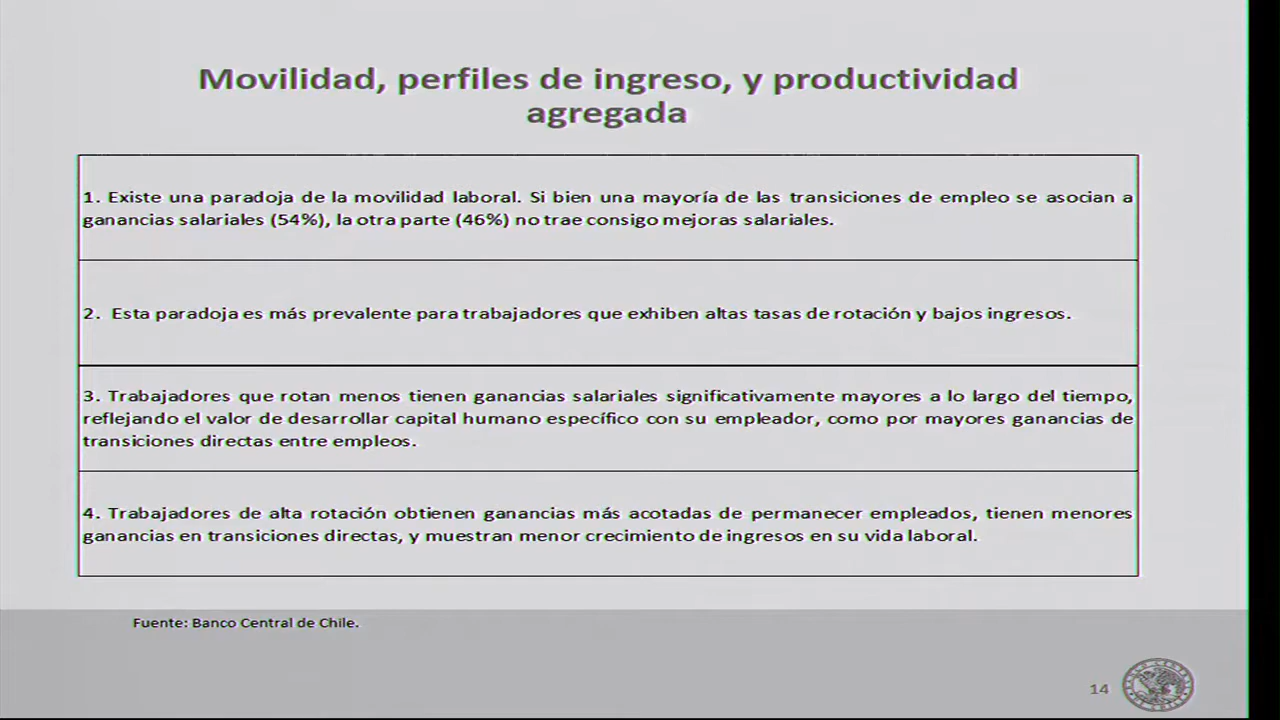 Movilidad, perfiles de ingreso, y productividad
agregada
1. Existe una paradoja de la movilidad laboral. Si bien una mayoría de las transiciones de empleo se asocian a
ganancias salariales (54%), la otra parte (46%) no trae consigo mejoras salariales.
2. Esta paradoja es más prevalente para trabajadores que exhiben altas tasas de rotación y bajos ingresos.
3. Trabajadores que rotan menos tienen ganancias salariales significativamente mayores a lo largo del tiempo,
reflejando el valor de desarrollar capital humano específico con su empleador, como por mayores ganancias de
transiciones directas entre empleos.
4. Trabajadores de alta rotación obtienen ganancias más acotadas de permanecer empleados, tienen menores
ganancias en transiciones directas, y muestran menor crecimiento de ingresos en su vida laboral.
Fuente: Banco Central de Chile.
14